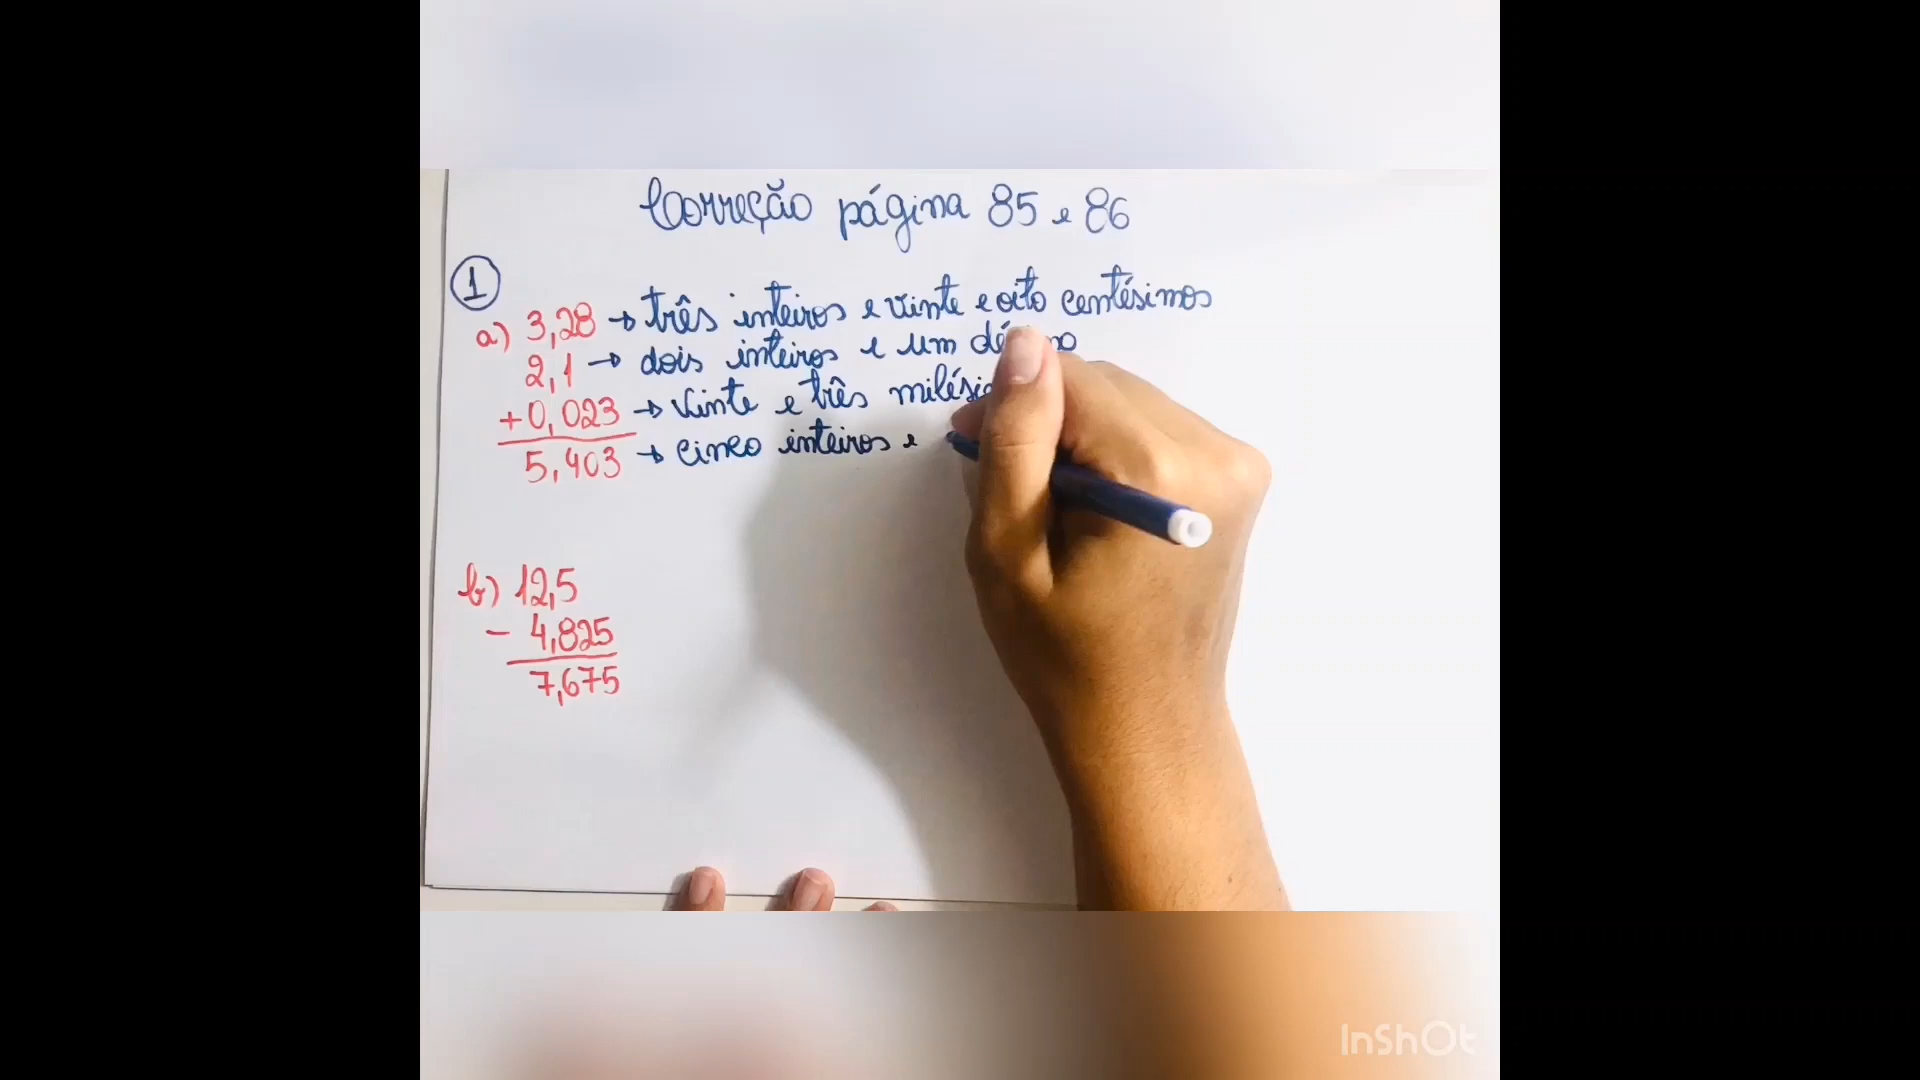 Correção página 85 e 86
1
a) 3,28 → três inteiros e vinte e oito centésimos
2,1 → dois inteiros e um
+ 0,023 → vinte e três
5,403 → cinco inteiros e
b) 12,5
- 4,825
7,675
InShOt